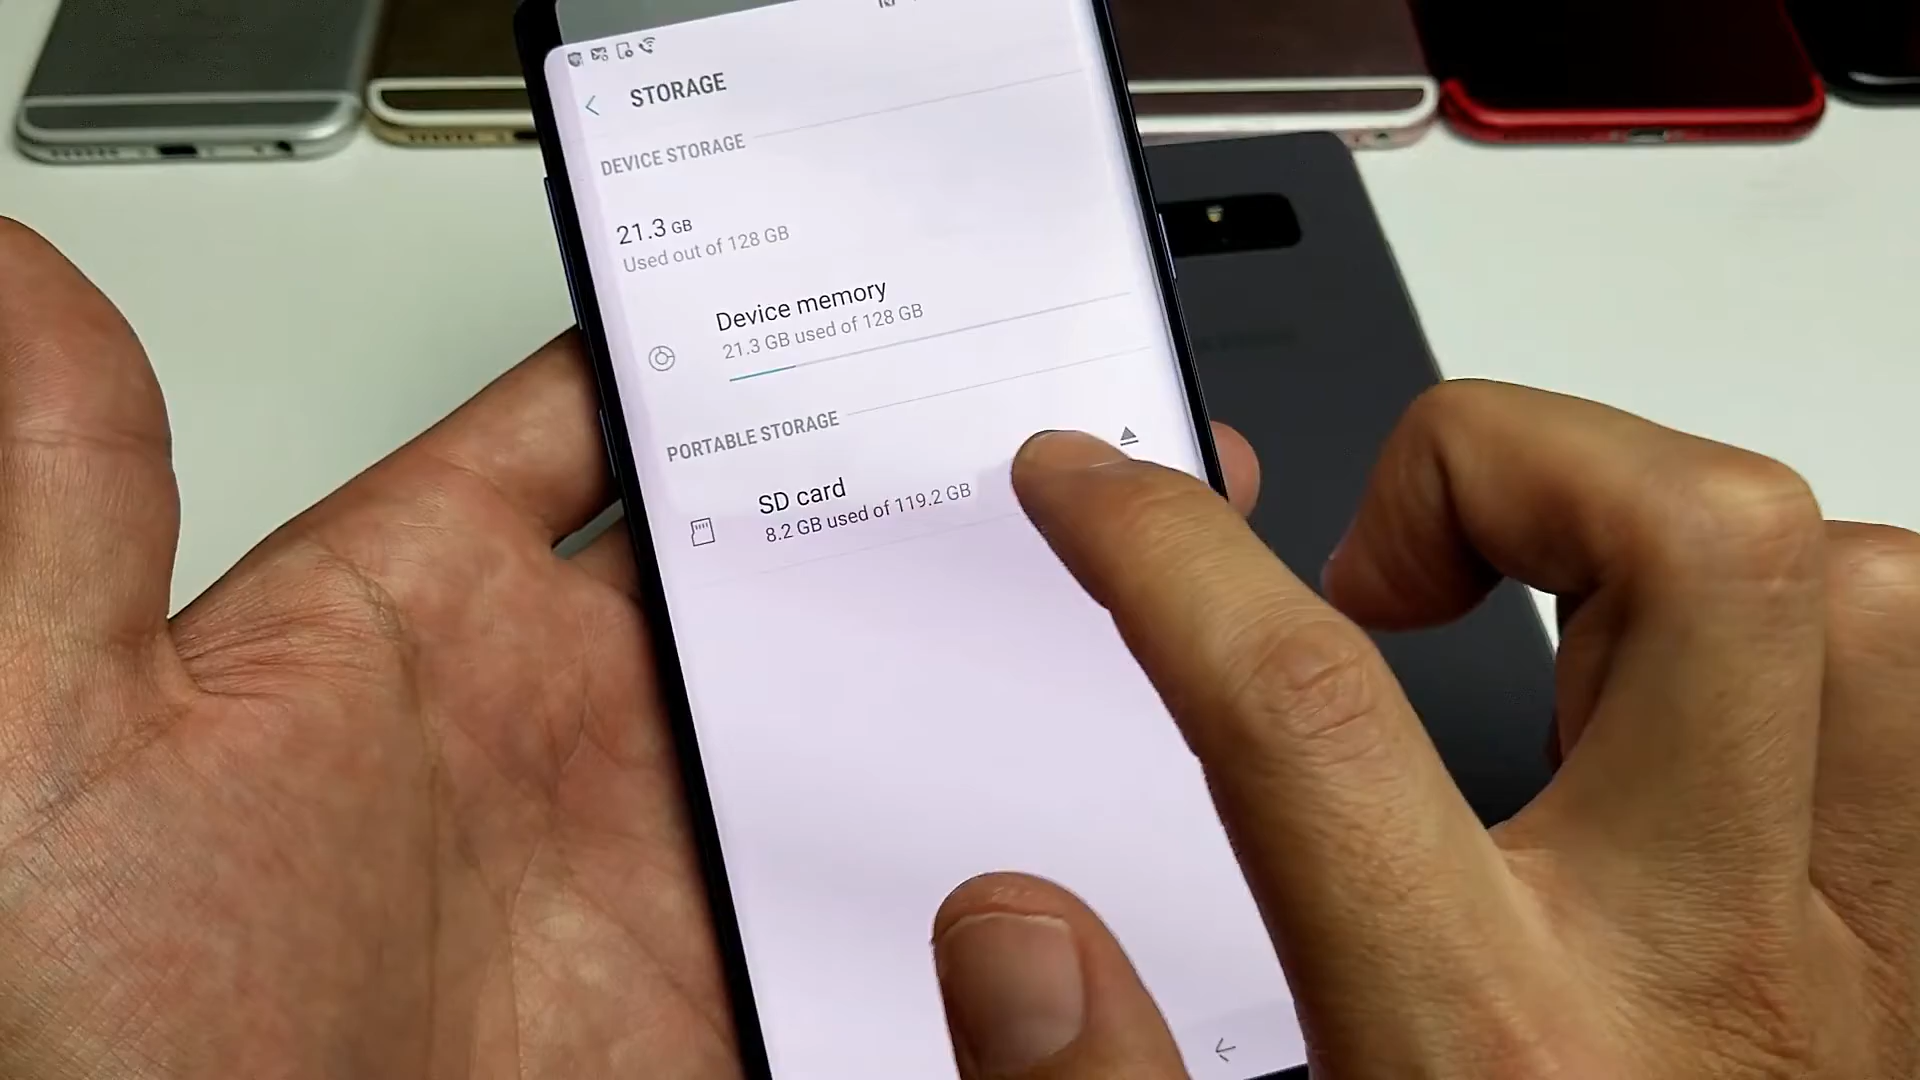 STORAGE
DEVICE STORAGE
21.3 GB
Used out of 128 GB
Device memory
21.3 GB used of 128 GB
PORTABLE STORAGE
SD card
8.2 GB used of 119.2 GB